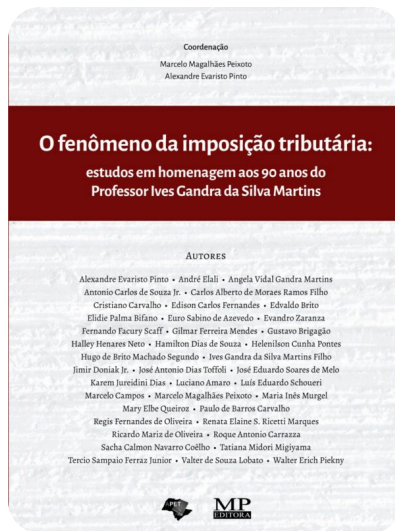 Coordenação
Marcelo Magalhães Peixoto
Alexandre Evaristo Pinto
O fenômeno da imposição tributária:
estudos em homenagem aos 90 anos do
Professor Ives Gandra da Silva Martins
AUTORES
Alexandre Evaristo Pinto • André Elali • Angela Vidal Gandra Martins
Antonio Carlos de Souza Jr. • Carlos Alberto de Moraes Ramos Filho
Cristiano Carvalho • Edison Carlos Fernandes • Edvaldo Brito
Elidie Palma Bifano • Euro Sabino de Azevedo • Evandro Zaranza
Fernando Facury Scaff • Gilmar Ferreira Mendes • Gustavo Brigagão
Halley Henares Neto • Hamilton Dias de Souza • Helenilson Cunha Pontes
Hugo de Brito Machado Segundo • Ives Gandra da Silva Martins Filho
Jimir Doniak Jr. • José Antonio Dias Toffoli • José Eduardo Soares de Melo
Karem Jureidini Dias • Luciano Amaro • Luís Eduardo Schoueri
Marcelo Campos • Marcelo Magalhães Peixoto • Maria Inês Murgel
Mary Elbe Queiroz • Paulo de Barros Carvalho
Regis Fernandes de Oliveira • Renata Elaine S. Ricetti Marques
Ricardo Mariz de Oliveira • Roque Antonio Carrazza
Sacha Calmon Navarro Coêlho • Tatiana Midori Migiyama
Tercio Sampaio Ferraz Junior • Valter de Souza Lobato • Walter Erich Piekny
PET
MP
EDITORA